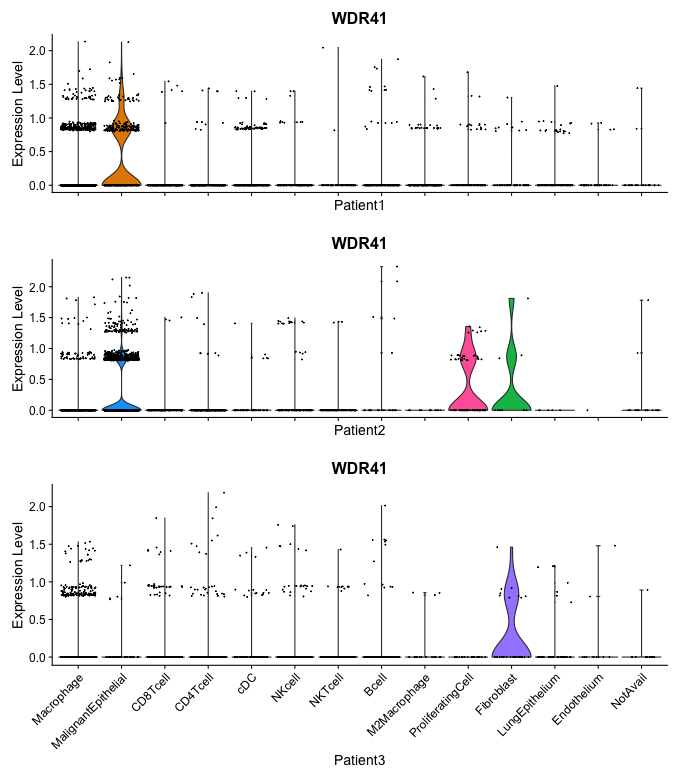 WDR41
Expression Level
2.0
1.5
1.0
0.5
0.0
Patient1
WDR41
Expression Level
2.0
1.5
1.0
0.5
0.0
Patient2
WDR41
Expression Level
2.0
1.5
1.0
0.5
0.0
Macrophage
MalignantEpithelial
CD8Tcell
CD4Tcell
cDC
NKcell
NKTcell
Bcell
M2Macrophage
ProliferatingCell
Fibroblast
LungEpithelium
Endothelium
NotAvail
Patient3